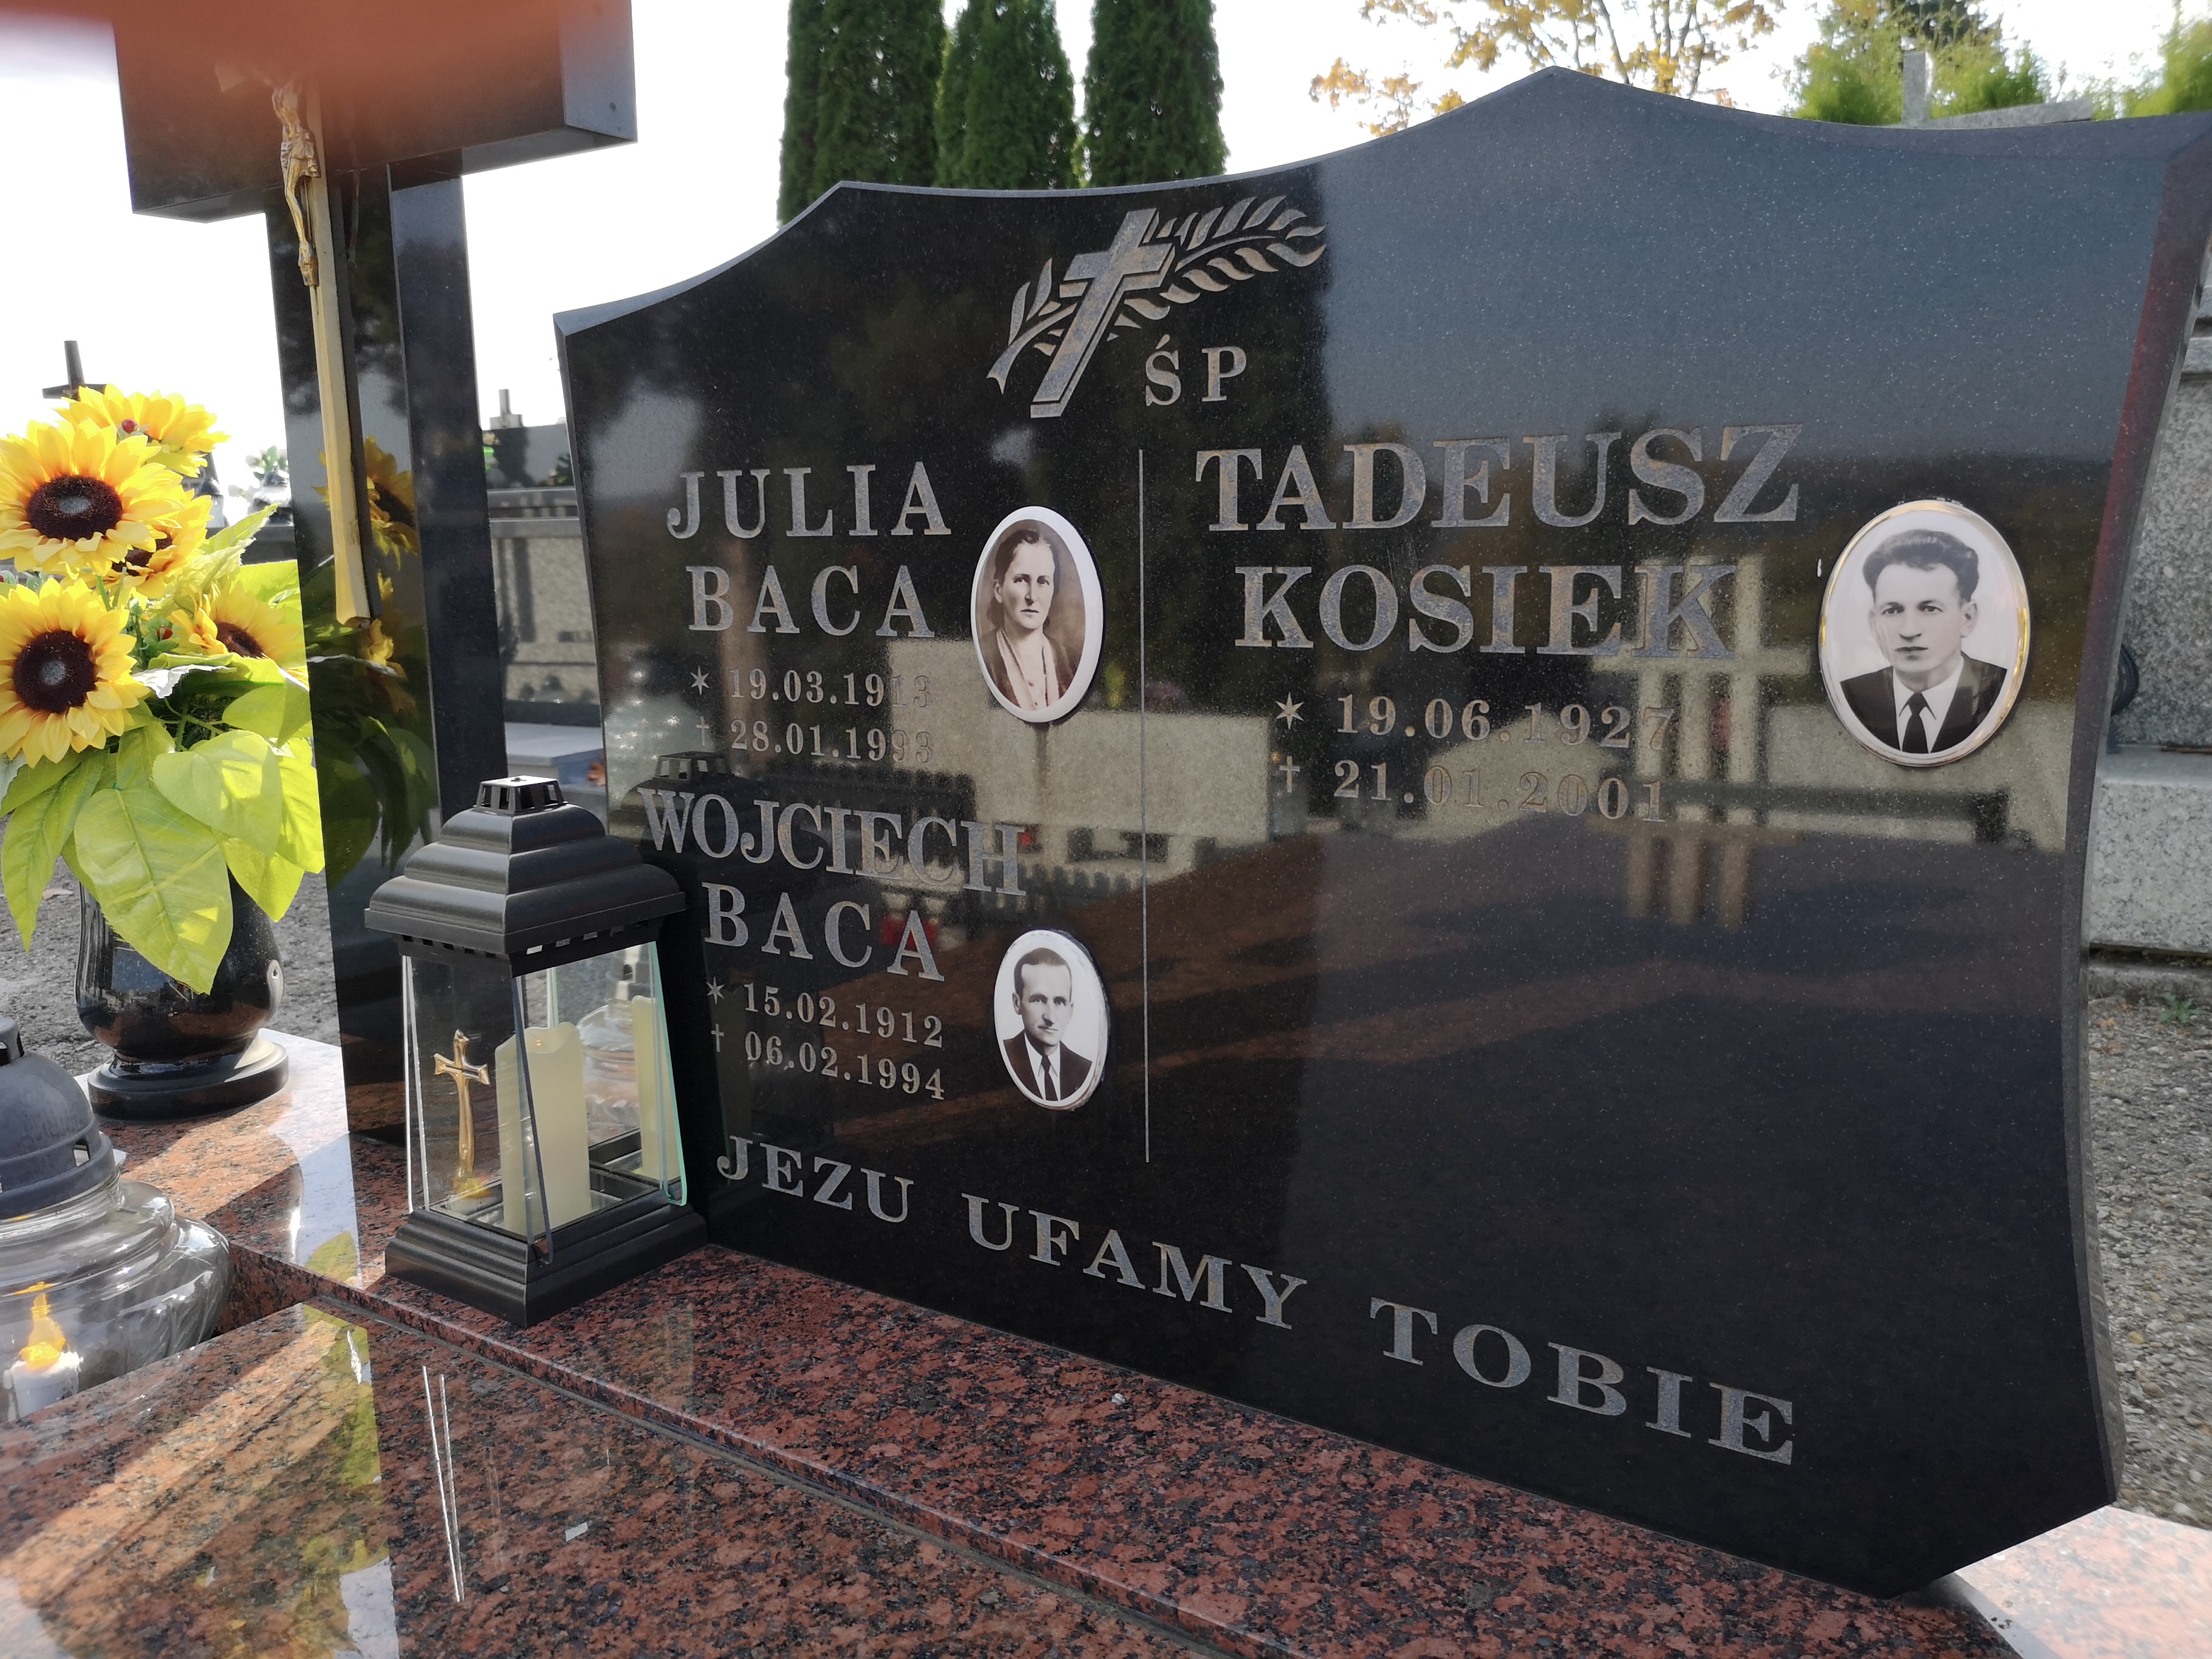 ŚP
JULIA
BACA
* 19.03.1913
† 28.01.1993
WOJCIECH
BACA
* 15.02.1912
† 06.02.1994
TADEUSZ
KOSIEK
* 19.06.1927
† 21.01.2001
JEZU UFAMY TOBIE